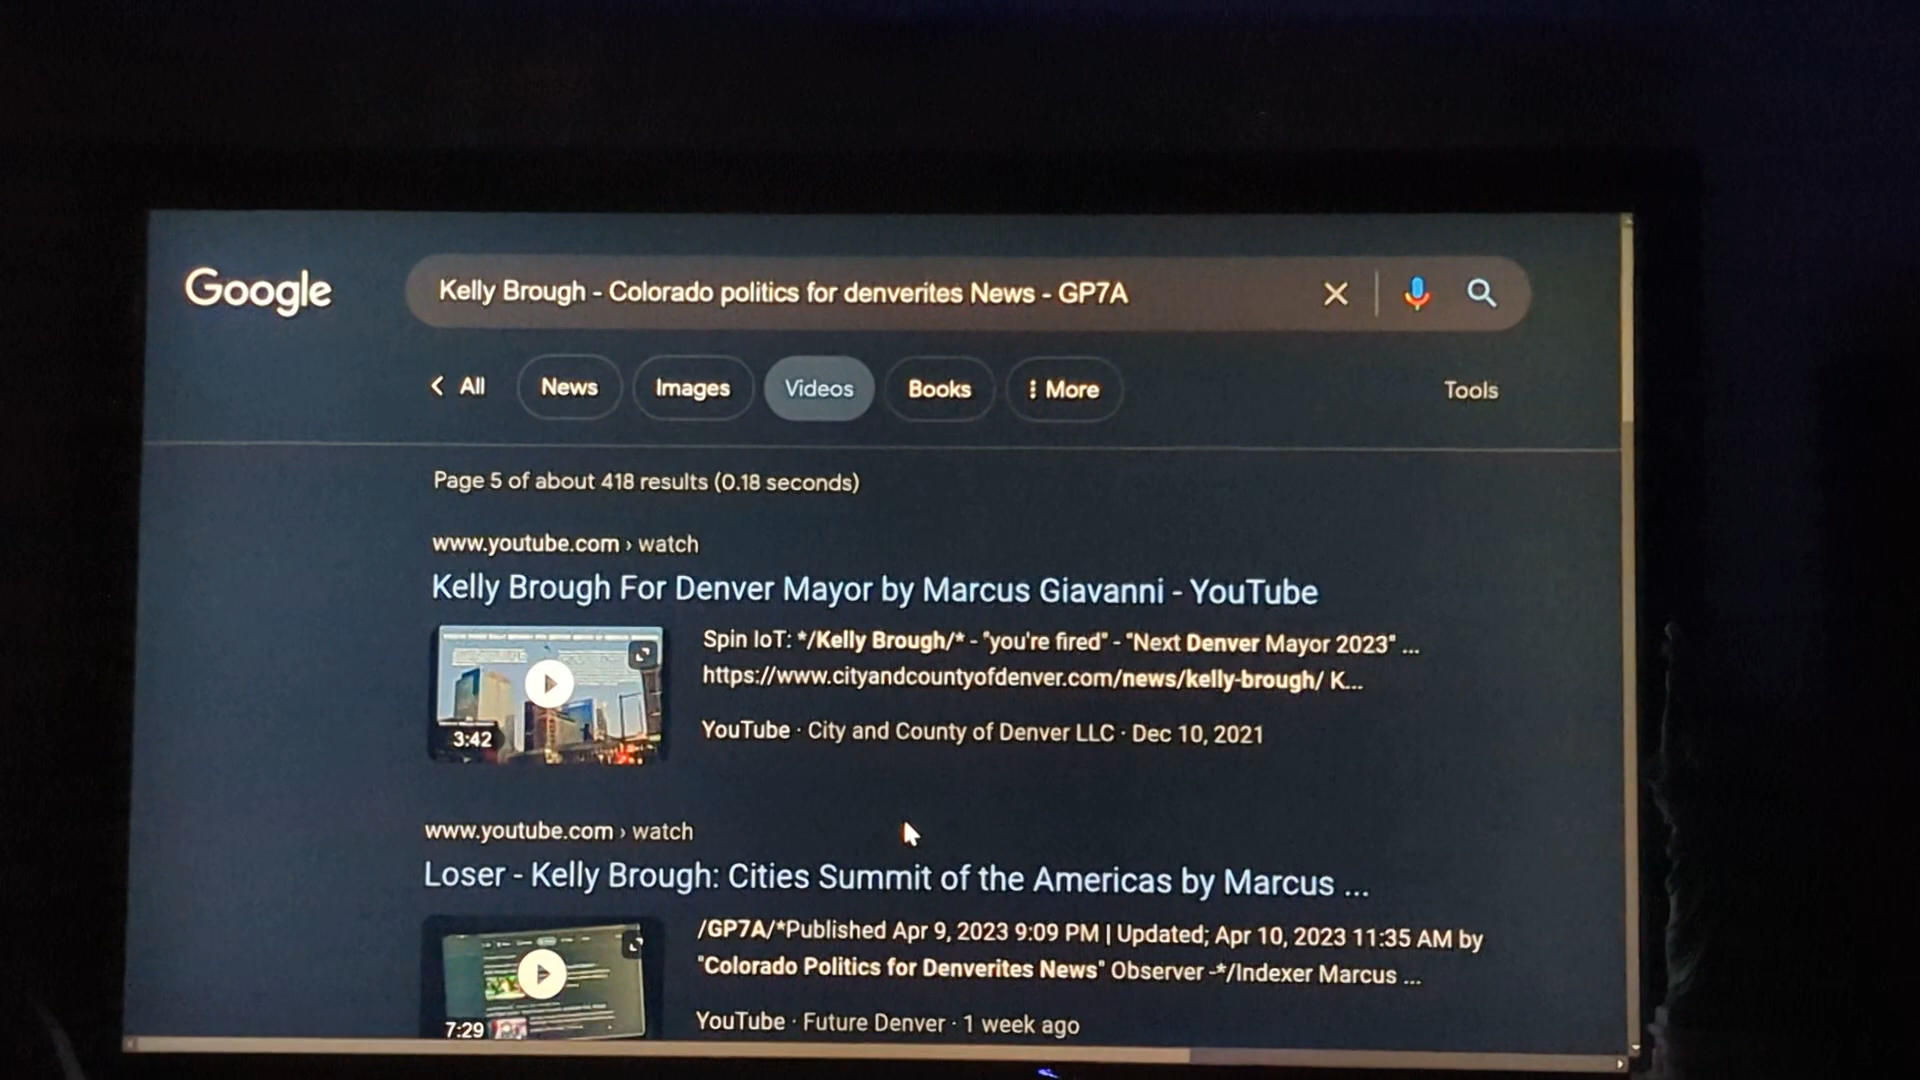 Google
Kelly Brough - Colorado politics for denverites News - GP7A
All News Images Videos Books More Tools
Page 5 of about 418 results (0.18 seconds)
www.youtube.com › watch
Kelly Brough For Denver Mayor by Marcus Giavanni - YouTube
3:42
Spin IoT: */Kelly Brough/* - "you're fired" - "Next Denver Mayor 2023" ...
https://www.cityandcountyofdenver.com/news/kelly-brough/ K...
YouTube · City and County of Denver LLC · Dec 10, 2021
www.youtube.com › watch
Loser - Kelly Brough: Cities Summit of the Americas by Marcus ...
7:29
/GP7A/*Published Apr 9, 2023 9:09 PM | Updated; Apr 10, 2023 11:35 AM by
"Colorado Politics for Denverites News" Observer -*/Indexer Marcus ...
YouTube · Future Denver · 1 week ago